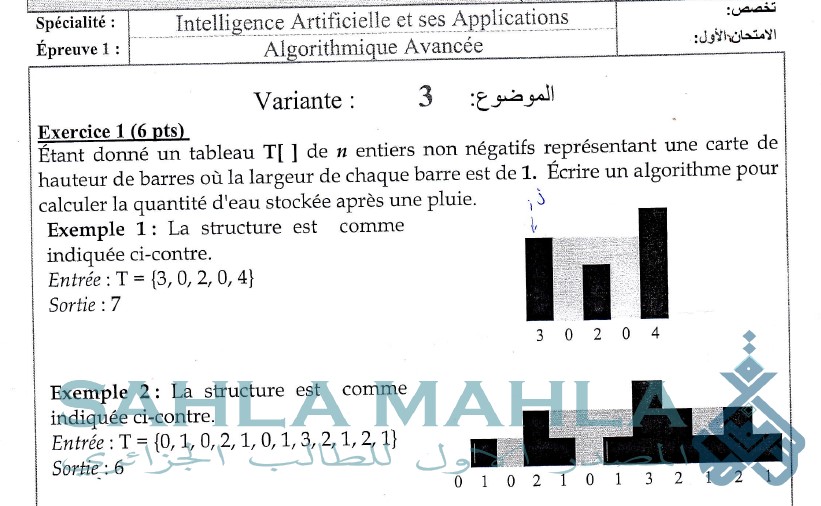 Spécialité : Intelligence Artificielle et ses Applications تخصص:
Épreuve 1 : Algorithmique Avancée الامتحان الأول:
Variante : 3 الموضوع:
Exercice 1 (6 pts)
Étant donné un tableau T[ ] de n entiers non négatifs représentant une carte de
hauteur de barres où la largeur de chaque barre est de 1. Écrire un algorithme pour
calculer la quantité d'eau stockée après une pluie.
Exemple 1 : La structure est comme
indiquée ci-contre.
Entrée : T = {3, 0, 2, 0, 4}
Sortie : 7
i j
3 0 2 0 4
SAHLA MAHLA
Exemple 2 : La structure est comme
indiquée ci-contre.
Entrée : T = {0, 1, 0, 2, 1, 0, 1, 3, 2, 1, 2, 1}
Sortie : 6
المصدر الاول للطالب الجزائري
0 1 0 2 1 0 1 3 2 1 2 1